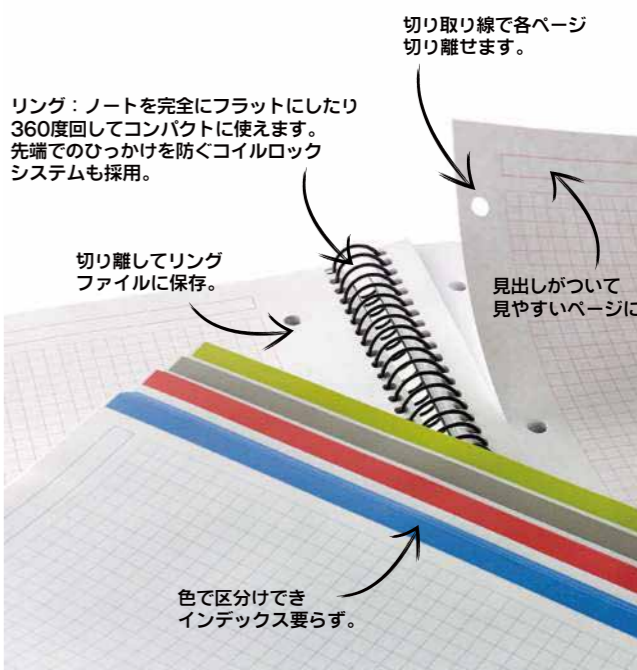 切り取り線で各ページ
切り離せます。
リング：ノートを完全にフラットにしたり
360度回してコンパクトに使えます。
先端でのひっかけを防ぐコイルロック
システムも採用。
切り離してリング
ファイルに保存。
見出しがついて
見やすいページに
色で区分けでき
インデックス要らず。